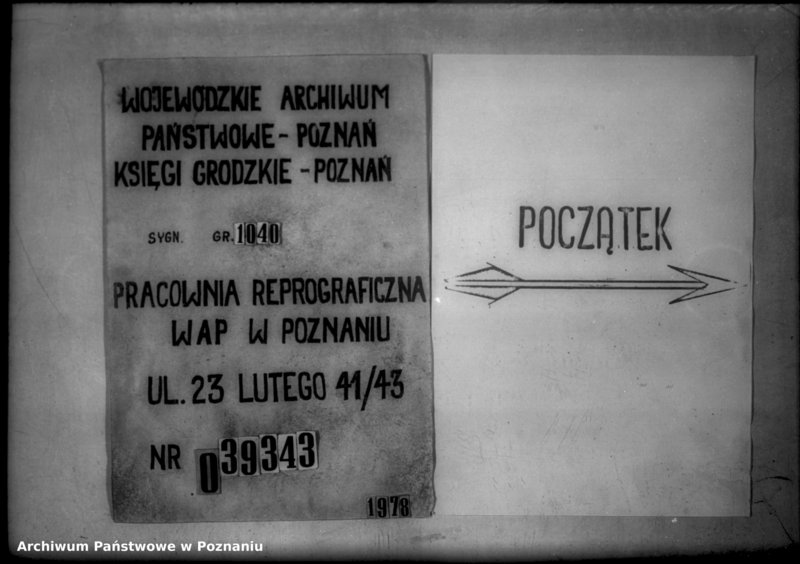 WOJEWÓDZKIE ARCHIWUM
PAŃSTWOWE - POZNAŃ
KSIĘGI GRODZKIE - POZNAŃ
SYGN. GR. 1040
PRACOWNIA REPROGRAFICZNA
WAP W POZNANIU
UL. 23 LUTEGO 41/43
NR 039343
1978
POCZĄTEK
Archiwum Państwowe w Poznaniu